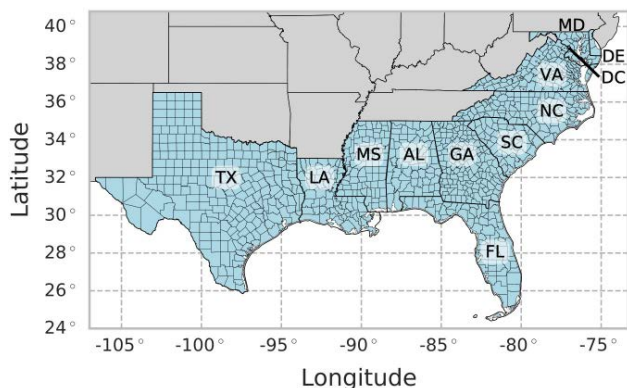 40°
38°
36°
34°
32°
30°
28°
26°
24°
Latitude
MD
DE
DC
VA
NC
SC
MS
AL
GA
TX
LA
FL
-105°
-100°
-95°
-90°
-85°
-80°
-75°
Longitude